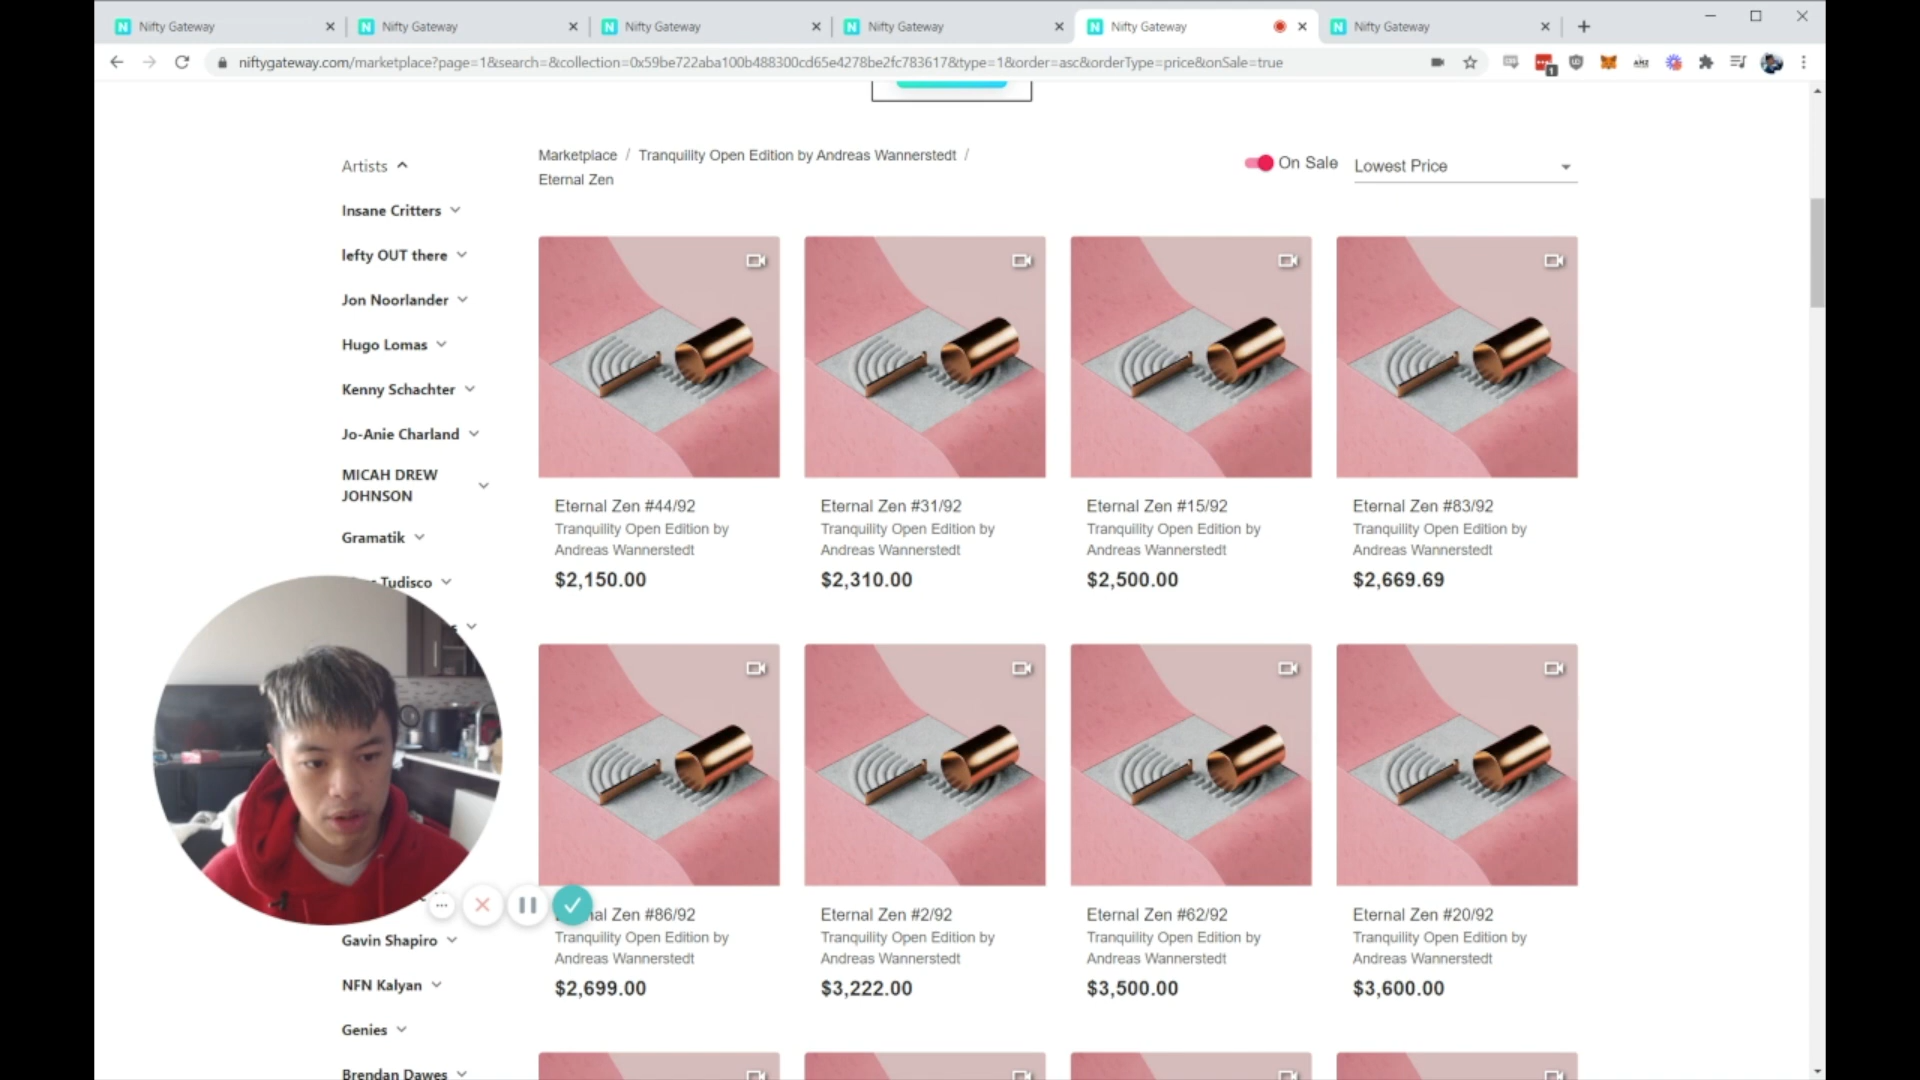 Nifty Gateway
Nifty Gateway
Nifty Gateway
Nifty Gateway
Nifty Gateway
Nifty Gateway
niftygateway.com/marketplace?page=1&search=&collection=0x59be722aba100b488300cd65e4278be2fc783617&type=1&order=asc&orderType=price&onSale=true
1
Marketplace / Tranquility Open Edition by Andreas Wannerstedt /
Eternal Zen
On Sale
Lowest Price
Artists
Insane Critters
lefty OUT there
Jon Noorlander
Hugo Lomas
Kenny Schachter
Jo-Anie Charland
MICAH DREW
JOHNSON
Gramatik
Tudisco
Gavin Shapiro
NFN Kalyan
Genies
Brendan Dawes
Eternal Zen #44/92
Tranquility Open Edition by
Andreas Wannerstedt
$2,150.00
Eternal Zen #31/92
Tranquility Open Edition by
Andreas Wannerstedt
$2,310.00
Eternal Zen #15/92
Tranquility Open Edition by
Andreas Wannerstedt
$2,500.00
Eternal Zen #83/92
Tranquility Open Edition by
Andreas Wannerstedt
$2,669.69
nal Zen #86/92
Tranquility Open Edition by
Andreas Wannerstedt
$2,699.00
Eternal Zen #2/92
Tranquility Open Edition by
Andreas Wannerstedt
$3,222.00
Eternal Zen #62/92
Tranquility Open Edition by
Andreas Wannerstedt
$3,500.00
Eternal Zen #20/92
Tranquility Open Edition by
Andreas Wannerstedt
$3,600.00